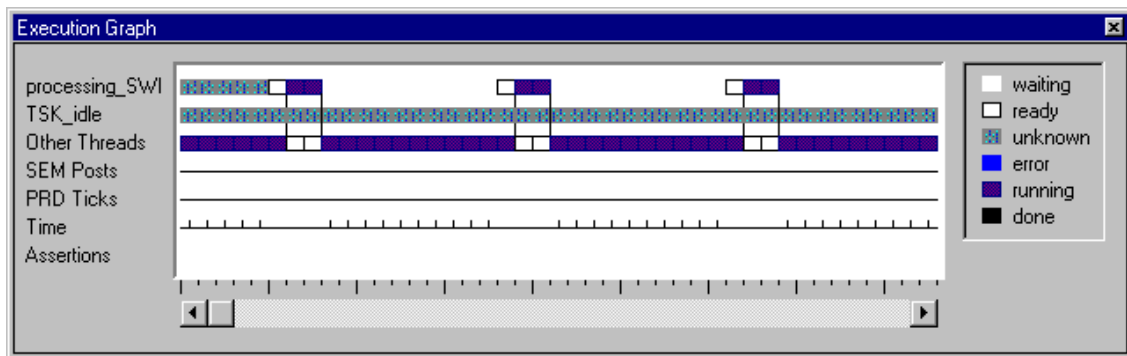 Execution Graph
processing_SWI
TSK_idle
Other Threads
SEM Posts
PRD Ticks
Time
Assertions
waiting
ready
unknown
error
running
done